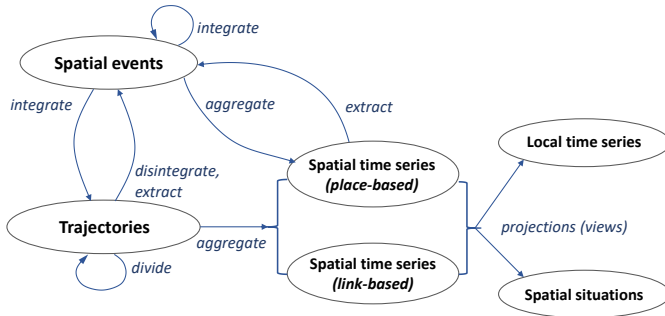 integrate
Spatial events
integrate
aggregate
extract
disintegrate,
extract
Spatial time series
(place-based)
Local time series
Trajectories
aggregate
projections (views)
divide
Spatial time series
(link-based)
Spatial situations